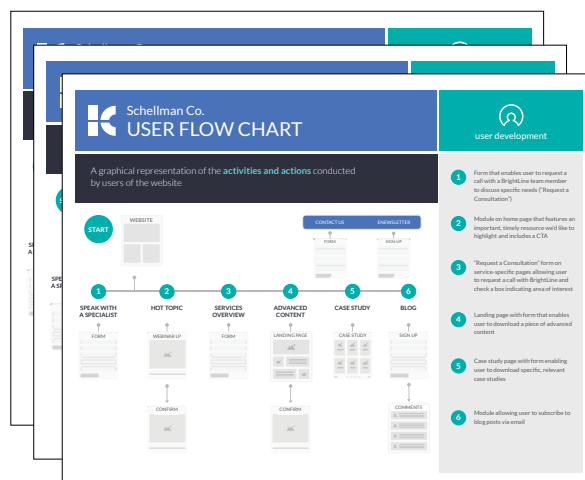 Schellman Co.
USER FLOW CHART
user development
A graphical representation of the activities and actions conducted
by users of the website
START
WEBSITE
CONTACT US
ENEWSLETTER
FORM
SIGN UP
1
2
3
4
5
6
SPEAK WITH
A SPECIALIST
HOT TOPIC
SERVICES
OVERVIEW
ADVANCED
CONTENT
CASE STUDY
BLOG
FORM
WEBINAR LP
FORM
LANDING PAGE
CASE STUDY
SIGN UP
CONFIRM
CONFIRM
COMMENTS
1
Form that enables user to request a
call with a BrightLine team member
to discuss specific needs ("Request a
Consultation")
2
Module on home page that features an
important, timely resource we'd like to
highlight and includes a CTA
3
"Request a Consultation" form on
service-specific pages allowing user
to request a call with BrightLine and
check a box indicating area of interest
4
Landing page with form that enables
user to download a piece of advanced
content
5
Case study page with form enabling
user to download specific, relevant
case studies
6
Module allowing user to subscribe to
blog posts via email